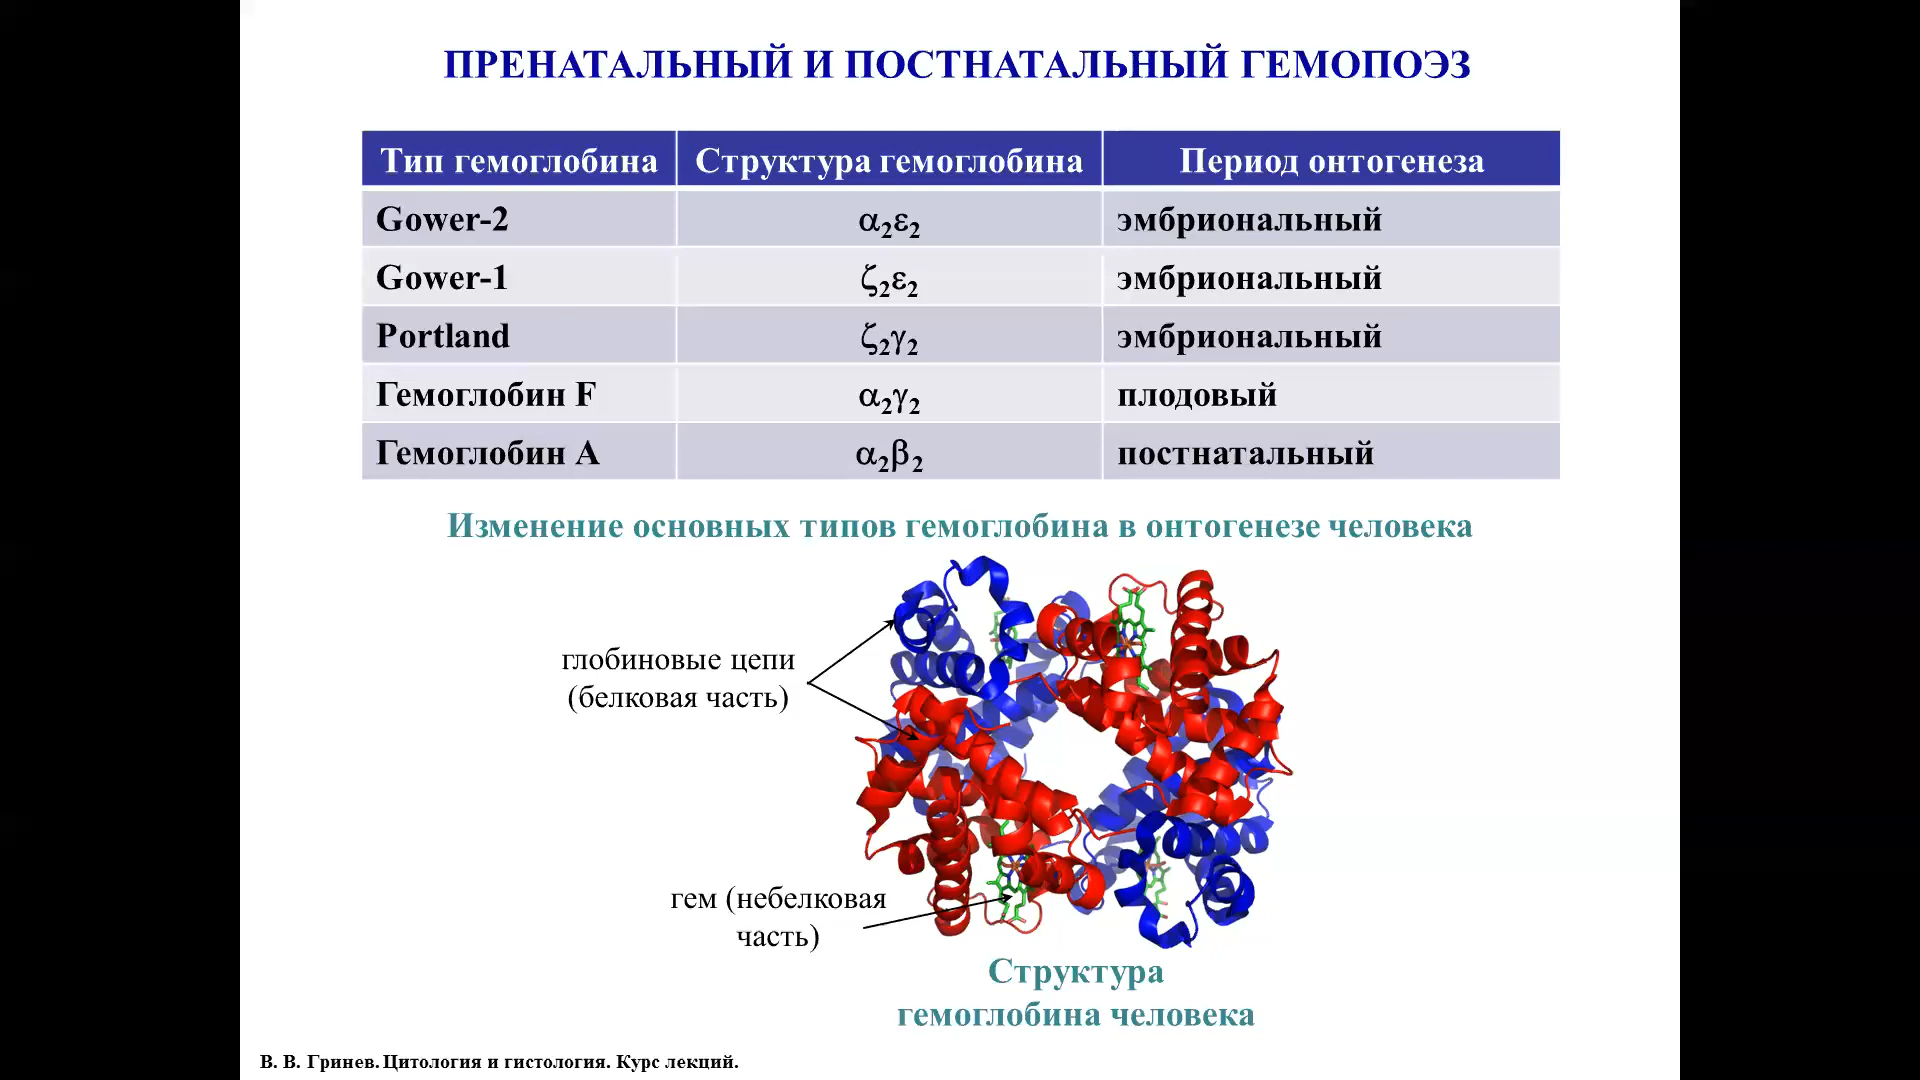 ПРЕНАТАЛЬНЫЙ И ПОСТНАТАЛЬНЫЙ ГЕМОПОЭЗ
Тип гемоглобина Структура гемоглобина Период онтогенеза
Gower-2 α₂ε₂ эмбриональный
Gower-1 ζ₂ε₂ эмбриональный
Portland ζ₂γ₂ эмбриональный
Гемоглобин F α₂γ₂ плодовый
Гемоглобин А α₂β₂ постнатальный
Изменение основных типов гемоглобина в онтогенезе человека
глобиновые цепи
(белковая часть)
гем (небелковая
часть)
Структура
гемоглобина человека
В. В. Гринев. Цитология и гистология. Курс лекций.